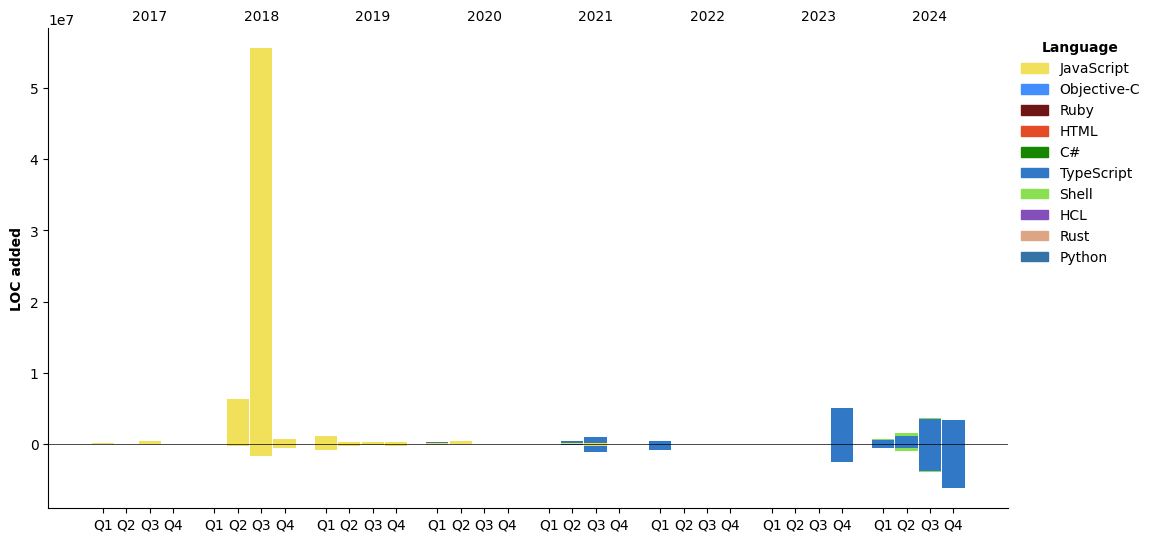 1e7
2017 2018 2019 2020 2021 2022 2023 2024
Language
JavaScript
Objective-C
Ruby
HTML
C#
TypeScript
Shell
HCL
Rust
Python
LOC added
5
4
3
2
1
0
Q1 Q2 Q3 Q4 Q1 Q2 Q3 Q4 Q1 Q2 Q3 Q4 Q1 Q2 Q3 Q4 Q1 Q2 Q3 Q4 Q1 Q2 Q3 Q4 Q1 Q2 Q3 Q4 Q1 Q2 Q3 Q4